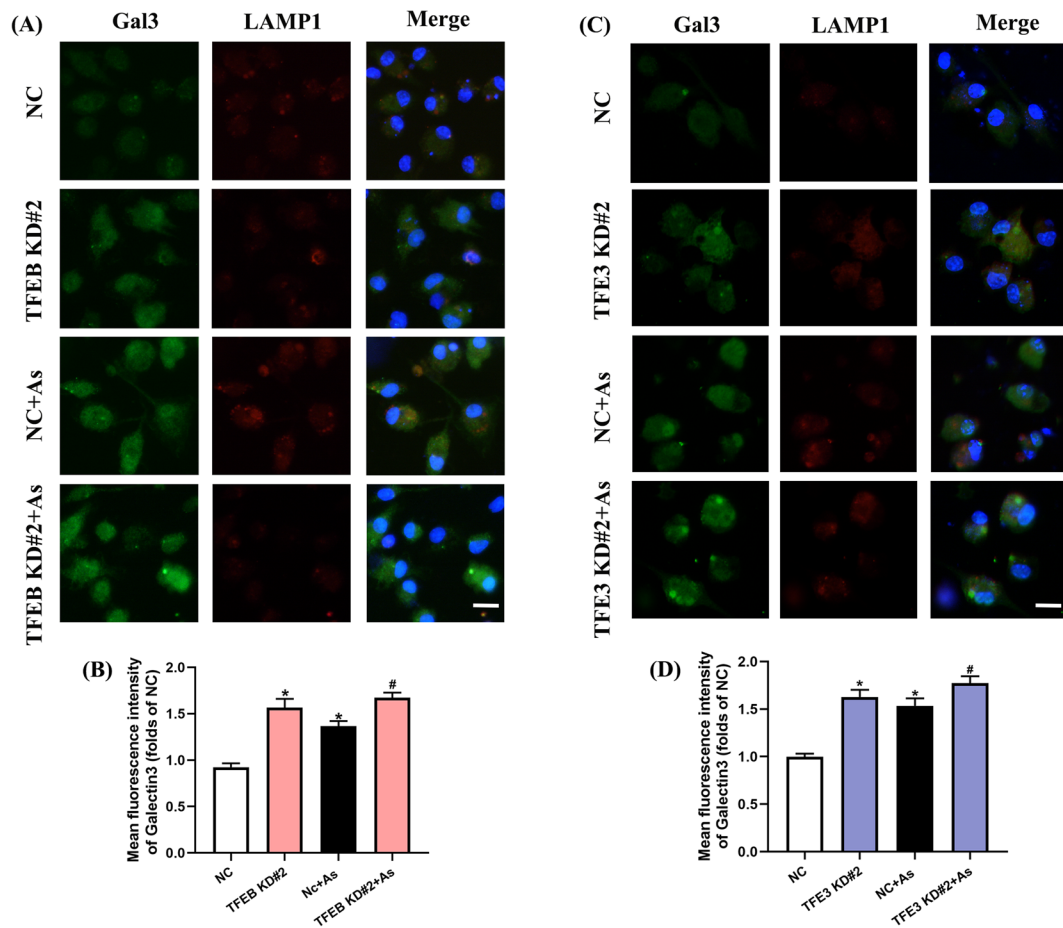 (A)
Gal3 LAMP1 Merge
NC
TFEB KD#2
NC+As
TFEB KD#2+As
(B)
Mean fluorescence intensity
of Galectin3 (folds of NC)
2.0
1.5
1.0
0.5
0.0
*
*
#
NC
TFEB KD#2
Nc+As
TFEB KD#2+As
(C)
Gal3 LAMP1 Merge
NC
TFE3 KD#2
NC+As
TFE3 KD#2+As
(D)
Mean fluorescence intensity
of Galectin3 (folds of NC)
2.0
1.5
1.0
0.5
0.0
*
*
#
NC
TFE3 KD#2
NC+As
TFE3 KD#2+As